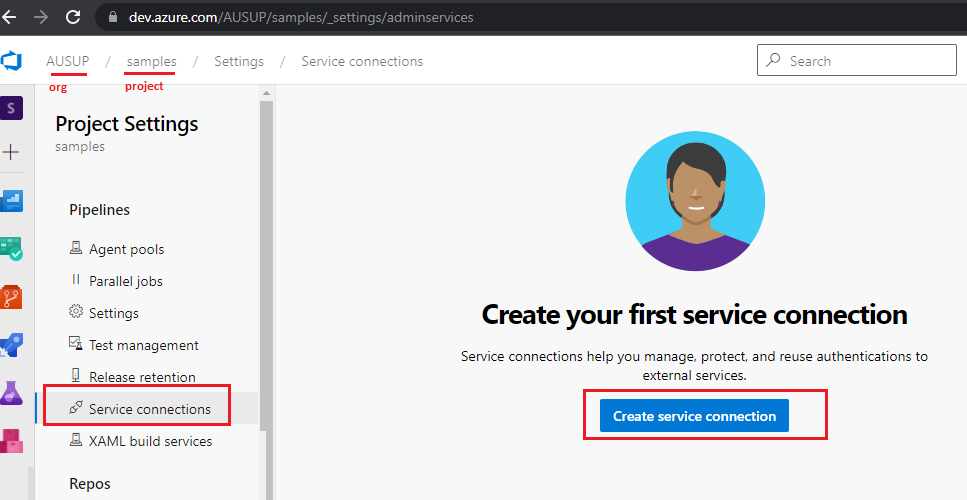 dev.azure.com/AUSUP/samples/_settings/adminservices
AUSUP / samples / Settings / Service connections
Search
org
project
S
Project Settings
samples
Pipelines
Agent pools
Parallel jobs
Settings
Test management
Release retention
Service connections
XAML build services
Repos
Create your first service connection
Service connections help you manage, protect, and reuse authentications to
external services.
Create service connection